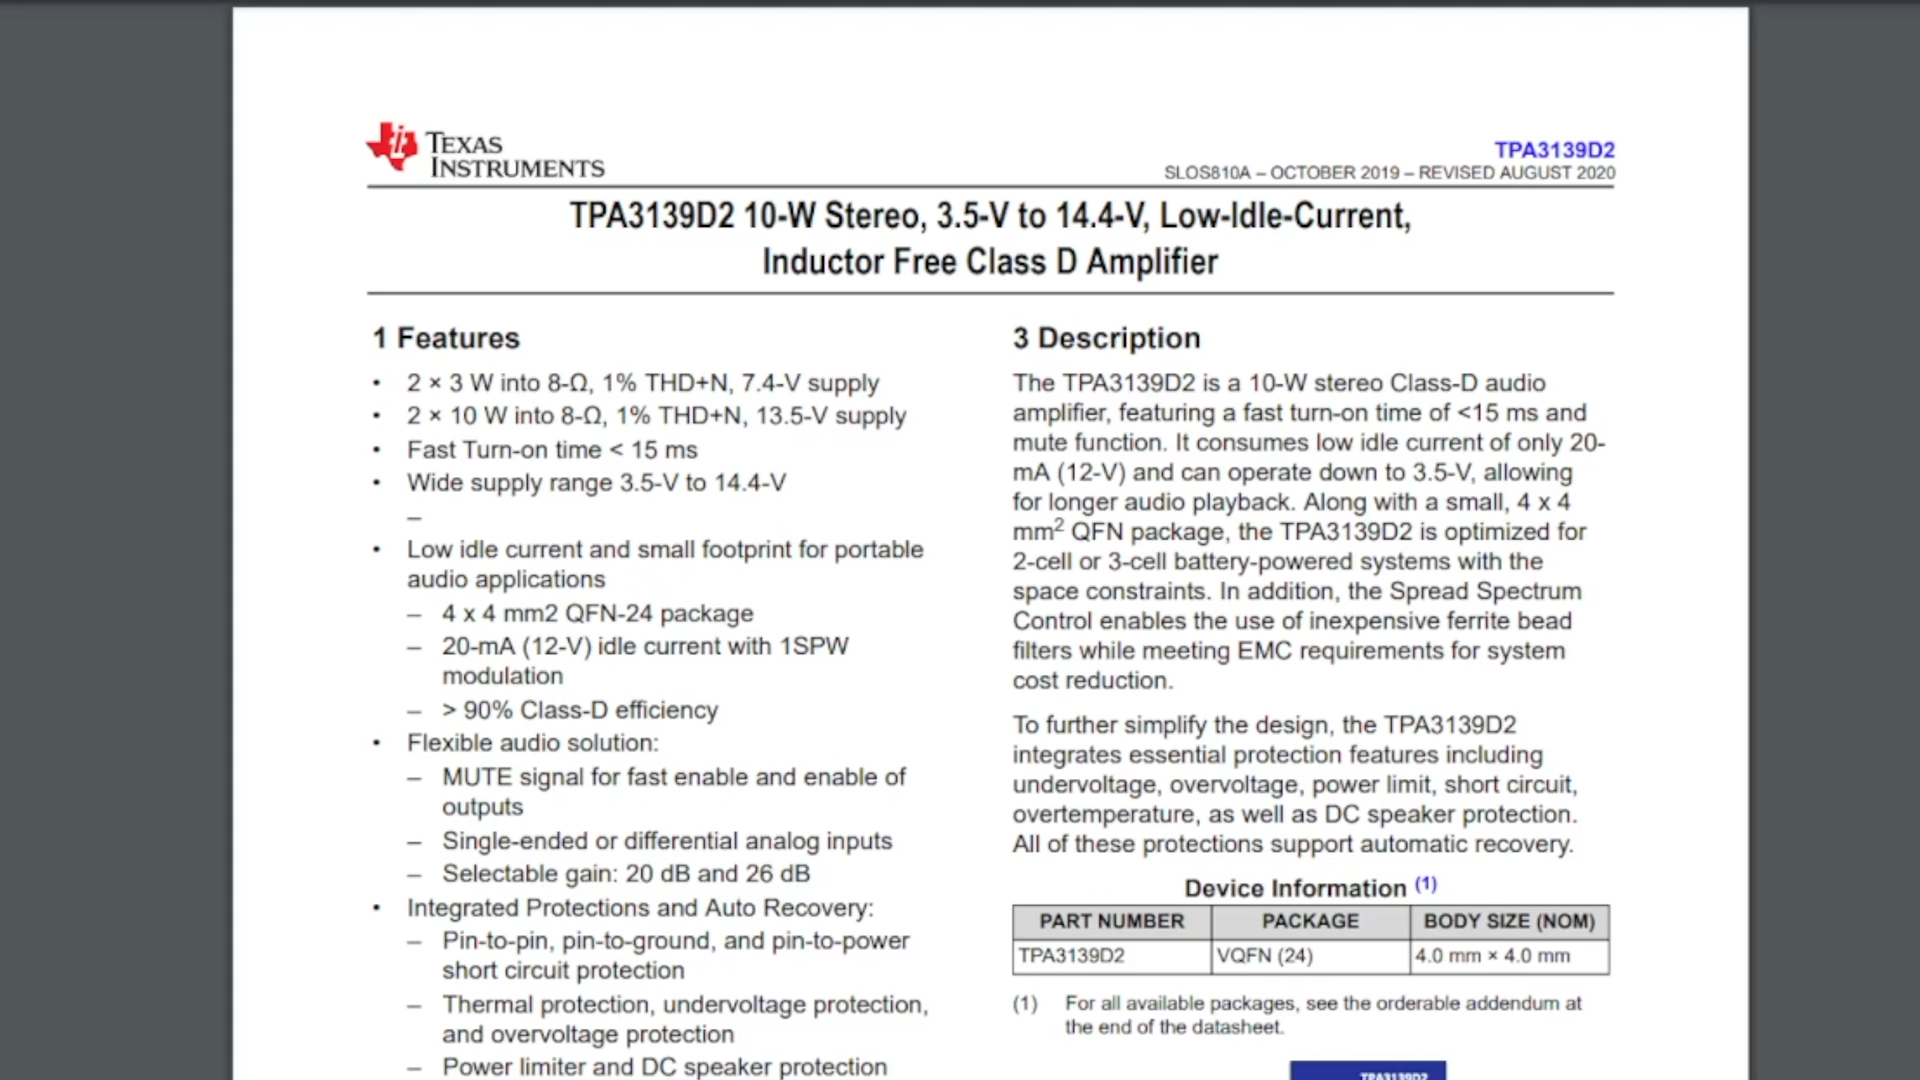 TEXAS
INSTRUMENTS
TPA3139D2
SLOS810A – OCTOBER 2019 – REVISED AUGUST 2020
TPA3139D2 10-W Stereo, 3.5-V to 14.4-V, Low-Idle-Current,
Inductor Free Class D Amplifier
1 Features
• 2 × 3 W into 8-Ω, 1% THD+N, 7.4-V supply
• 2 × 10 W into 8-Ω, 1% THD+N, 13.5-V supply
• Fast Turn-on time < 15 ms
• Wide supply range 3.5-V to 14.4-V
–
• Low idle current and small footprint for portable
audio applications
– 4 x 4 mm2 QFN-24 package
– 20-mA (12-V) idle current with 1SPW
modulation
– > 90% Class-D efficiency
• Flexible audio solution:
– MUTE signal for fast enable and enable of
outputs
– Single-ended or differential analog inputs
– Selectable gain: 20 dB and 26 dB
• Integrated Protections and Auto Recovery:
– Pin-to-pin, pin-to-ground, and pin-to-power
short circuit protection
– Thermal protection, undervoltage protection,
and overvoltage protection
– Power limiter and DC speaker protection
3 Description
The TPA3139D2 is a 10-W stereo Class-D audio
amplifier, featuring a fast turn-on time of <15 ms and
mute function. It consumes low idle current of only 20-
mA (12-V) and can operate down to 3.5-V, allowing
for longer audio playback. Along with a small, 4 x 4
mm² QFN package, the TPA3139D2 is optimized for
2-cell or 3-cell battery-powered systems with the
space constraints. In addition, the Spread Spectrum
Control enables the use of inexpensive ferrite bead
filters while meeting EMC requirements for system
cost reduction.
To further simplify the design, the TPA3139D2
integrates essential protection features including
undervoltage, overvoltage, power limit, short circuit,
overtemperature, as well as DC speaker protection.
All of these protections support automatic recovery.
Device Information (1)
PART NUMBER PACKAGE BODY SIZE (NOM)
TPA3139D2 VQFN (24) 4.0 mm × 4.0 mm
(1) For all available packages, see the orderable addendum at
the end of the datasheet.
TPA3139D2